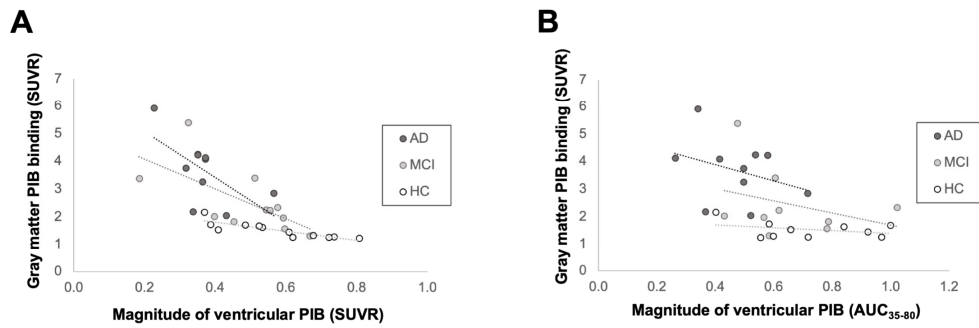 A
Gray matter PIB binding (SUVR)
7
6
5
4
3
2
1
0
0.0 0.2 0.4 0.6 0.8 1.0
Magnitude of ventricular PIB (SUVR)
AD
MCI
HC
B
Gray matter PIB binding (SUVR)
7
6
5
4
3
2
1
0
0.0 0.2 0.4 0.6 0.8 1.0 1.2
Magnitude of ventricular PIB (AUC35-80)
AD
MCI
HC